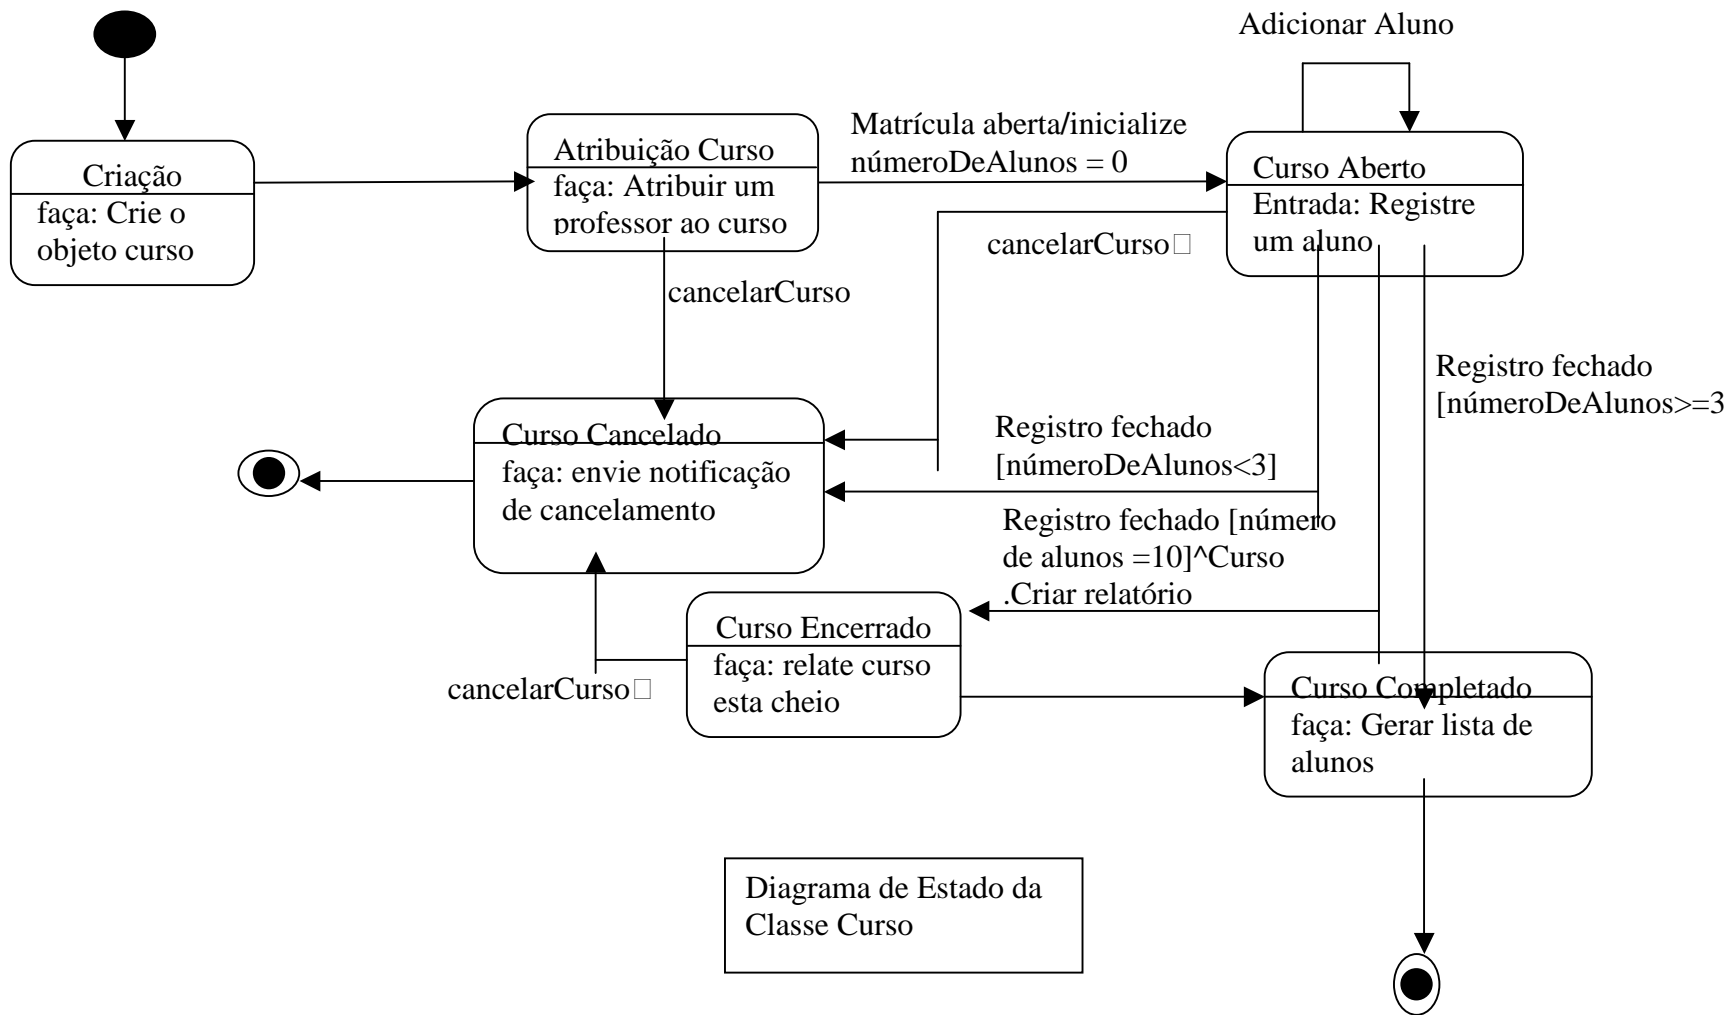 Adicionar Aluno
Criação
faça: Crie o
objeto curso
Atribuição Curso
faça: Atribuir um
professor ao curso
Matrícula aberta/inicialize
númeroDeAlunos = 0
Curso Aberto
Entrada: Registre
um aluno
cancelarCurso
cancelarCurso
Registro fechado
[númeroDeAlunos>=3
Curso Cancelado
faça: envie notificação
de cancelamento
Registro fechado
[númeroDeAlunos<3]
Registro fechado [número
de alunos =10]^Curso
.Criar relatório
Curso Encerrado
faça: relate curso
esta cheio
cancelarCurso
Curso Completado
faça: Gerar lista de
alunos
Diagrama de Estado da
Classe Curso